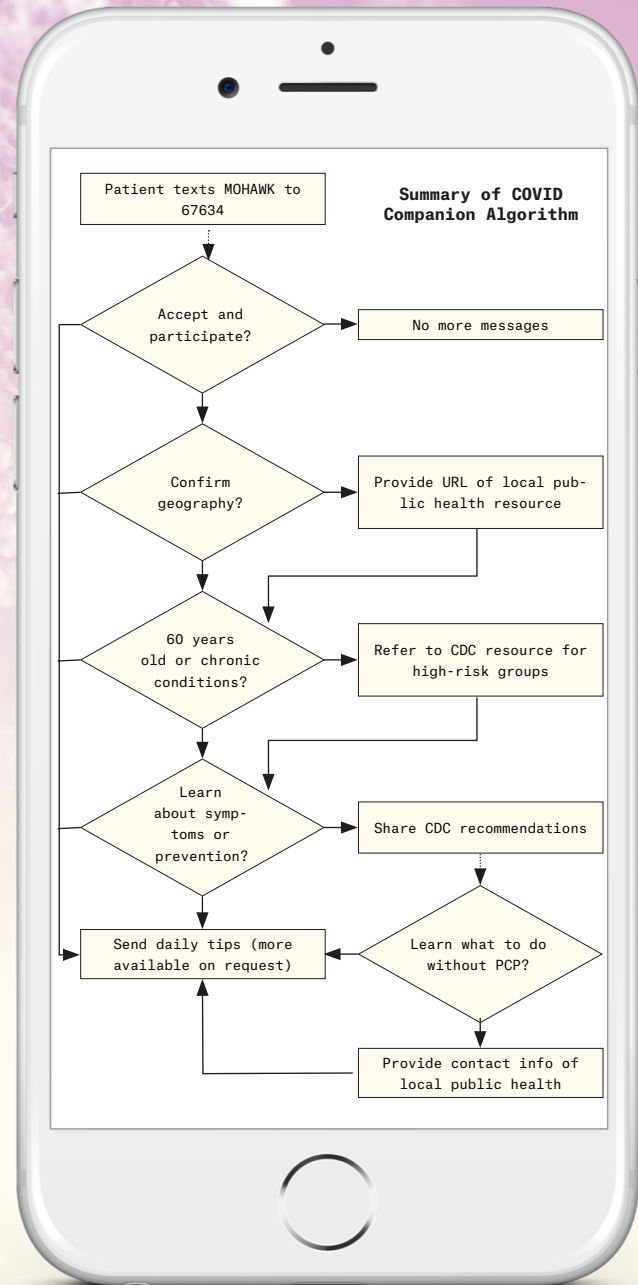 Patient texts MOHAWK to
67634
Summary of COVID
Companion Algorithm
Accept and
participate?
No more messages
Confirm
geography?
Provide URL of local pub-
lic health resource
60 years
old or chronic
conditions?
Refer to CDC resource for
high-risk groups
Learn
about symp-
toms or
prevention?
Share CDC recommendations
Send daily tips (more
available on request)
Learn what to do
without PCP?
Provide contact info of
local public health